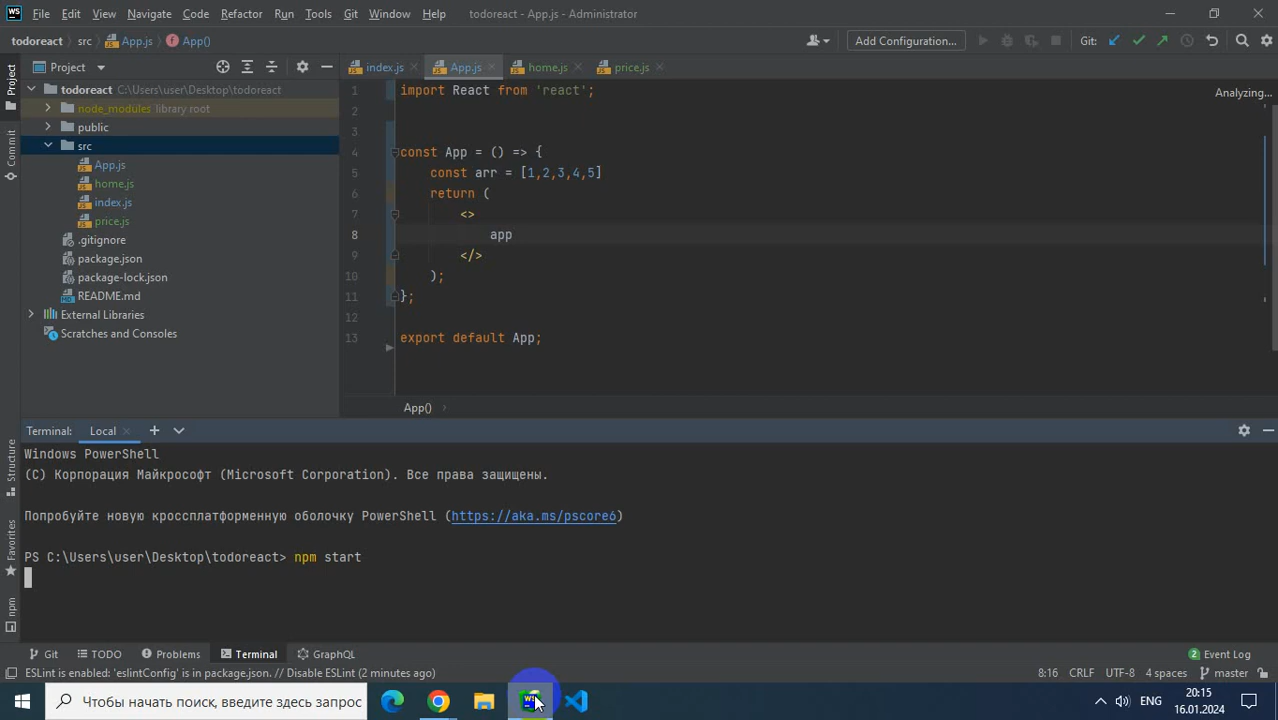 WS File Edit View Navigate Code Refactor Run Tools Git Window Help todoreact - App.js - Administrator
todoreact src App.js App() Add Configuration... Git:
Project index.js App.js home.js price.js
todoreact C:\Users\user\Desktop\todoreact
node_modules library root
public
src
App.js
home.js
index.js
price.js
.gitignore
package.json
package-lock.json
README.md
External Libraries
Scratches and Consoles
Project
Commit
Structure
Favorites
npm
Analyzing...
1 import React from 'react';
2
3
4 const App = () => {
5 const arr = [1,2,3,4,5]
6 return (
7 <>
8 app
9 </>
10 );
11 };
12
13 export default App;
App()
Terminal: Local
Windows PowerShell
(C) Корпорация Майкрософт (Microsoft Corporation). Все права защищены.
Попробуйте новую кроссплатформенную оболочку PowerShell (https://aka.ms/pscore6)
PS C:\Users\user\Desktop\todoreact> npm start
Git TODO Problems Terminal GraphQL 2 Event Log
ESLint is enabled: 'eslintConfig' is in package.json. // Disable ESLint (2 minutes ago) 8:16 CRLF UTF-8 4 spaces master
Чтобы начать поиск, введите здесь запрос
ENG
20:15
16.01.2024